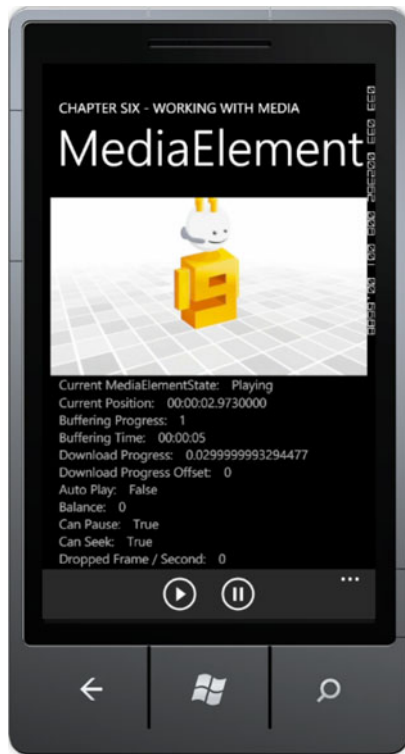 CHAPTER SIX - WORKING WITH MEDIA
MediaElement
9
Current MediaElementState: Playing
Current Position: 00:00:02.9730000
Buffering Progress: 1
Buffering Time: 00:00:05
Download Progress: 0.0299999993294477
Download Progress Offset: 0
Auto Play: False
Balance: 0
Can Pause: True
Can Seek: True
Dropped Frame / Second: 0